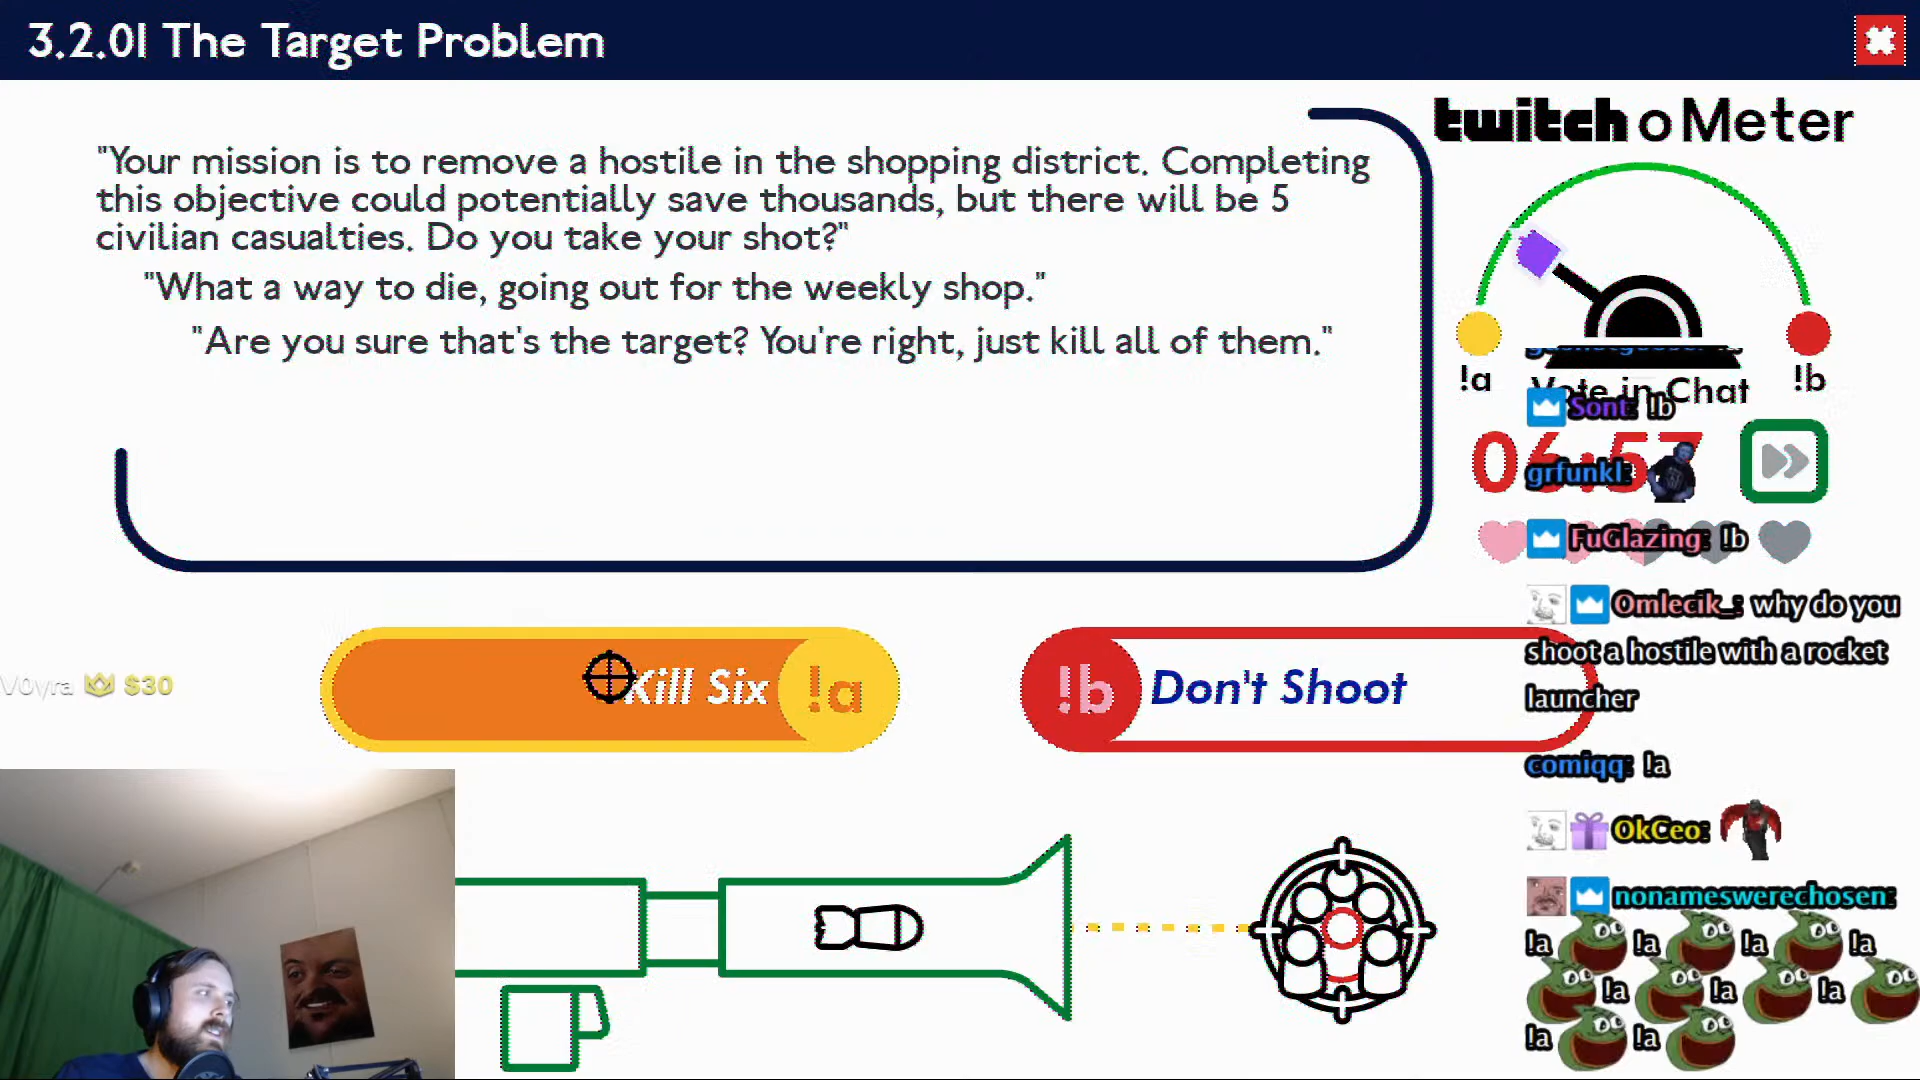 3.2.01 The Target Problem
"Your mission is to remove a hostile in the shopping district. Completing
this objective could potentially save thousands, but there will be 5
civilian casualties. Do you take your shot?"
"What a way to die, going out for the weekly shop."
"Are you sure that's the target? You're right, just kill all of them."
twitch o Meter
!a
!b
Vote in Chat
06:57
Kill Six !a
!b Don't Shoot
V0yra $30
Sont: !b
grfunkl:
FuGlazing: !b
Omlecik_: why do you
shoot a hostile with a rocket
launcher
comiqq: !a
OkCeo:
nonameswerechosen:
!a !a !a !a
!a !a !a
!a !a